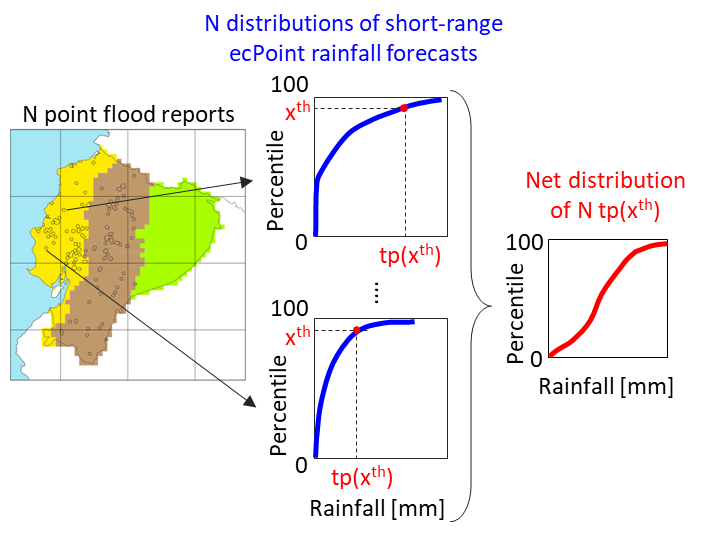 N distributions of short-range
ecPoint rainfall forecasts
N point flood reports
100
xth
Percentile
0
tp(xth)
...
100
xth
Percentile
0
tp(xth)
Rainfall [mm]
Net distribution
of N tp(xth)
100
Percentile
0
Rainfall [mm]